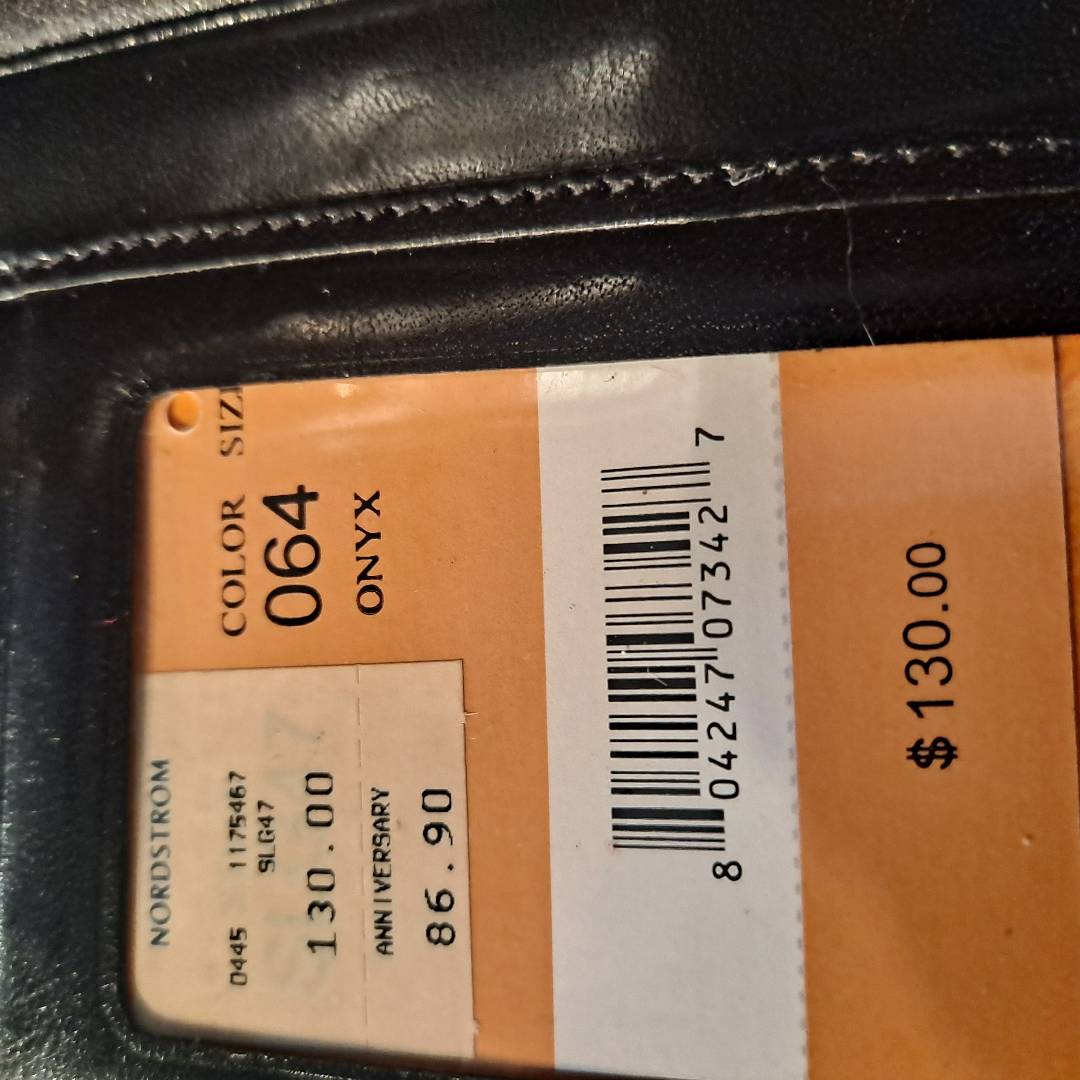 NORDSTROM
0445 1175467
SLG47
130.00
ANNIVERSARY
86.90
COLOR
064
ONYX
8 04247 07342 7
$130.00